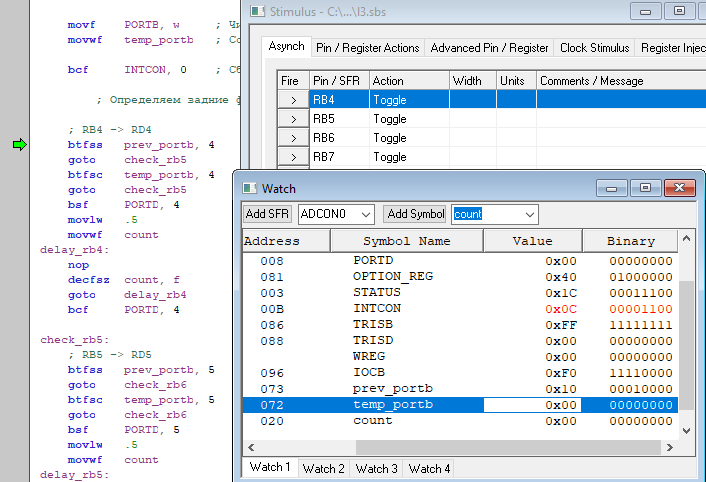 movf PORTB, w ; Чи
movwf temp_portb ; Со
bcf INTCON, 0 ; Сб
; Определяем задние ф
; RB4 -> RD4
btfss prev_portb, 4
goto check_rb5
btfsc temp_portb, 4
goto check_rb5
bsf PORTD, 4
movlw .5
movwf count
delay_rb4:
nop
decfsz count, f
goto delay_rb4
bcf PORTD, 4
check_rb5:
; RB5 -> RD5
btfss prev_portb, 5
goto check_rb6
btfsc temp_portb, 5
goto check_rb6
bsf PORTD, 5
movlw .5
movwf count
delay_rb5:
Stimulus - C:\...\l3.sbs
Asynch Pin / Register Actions Advanced Pin / Register Clock Stimulus Register Injec
Fire Pin / SFR Action Width Units Comments / Message
> RB4 Toggle
> RB5 Toggle
> RB6 Toggle
> RB7 Toggle
Watch
Add SFR ADCON0 Add Symbol count
Address Symbol Name Value Binary
008 PORTD 0x00 00000000
081 OPTION_REG 0x40 01000000
003 STATUS 0x1C 00011100
00B INTCON 0x0C 00001100
086 TRISB 0xFF 11111111
088 TRISD 0x00 00000000
WREG 0x00 00000000
096 IOCB 0xF0 11110000
073 prev_portb 0x10 00010000
072 temp_portb 0x00 00000000
020 count 0x00 00000000
Watch 1 Watch 2 Watch 3 Watch 4